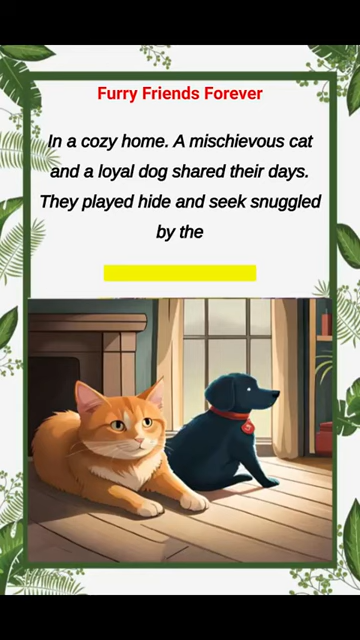 Furry Friends Forever
In a cozy home. A mischievous cat
and a loyal dog shared their days.
They played hide and seek snuggled
by the